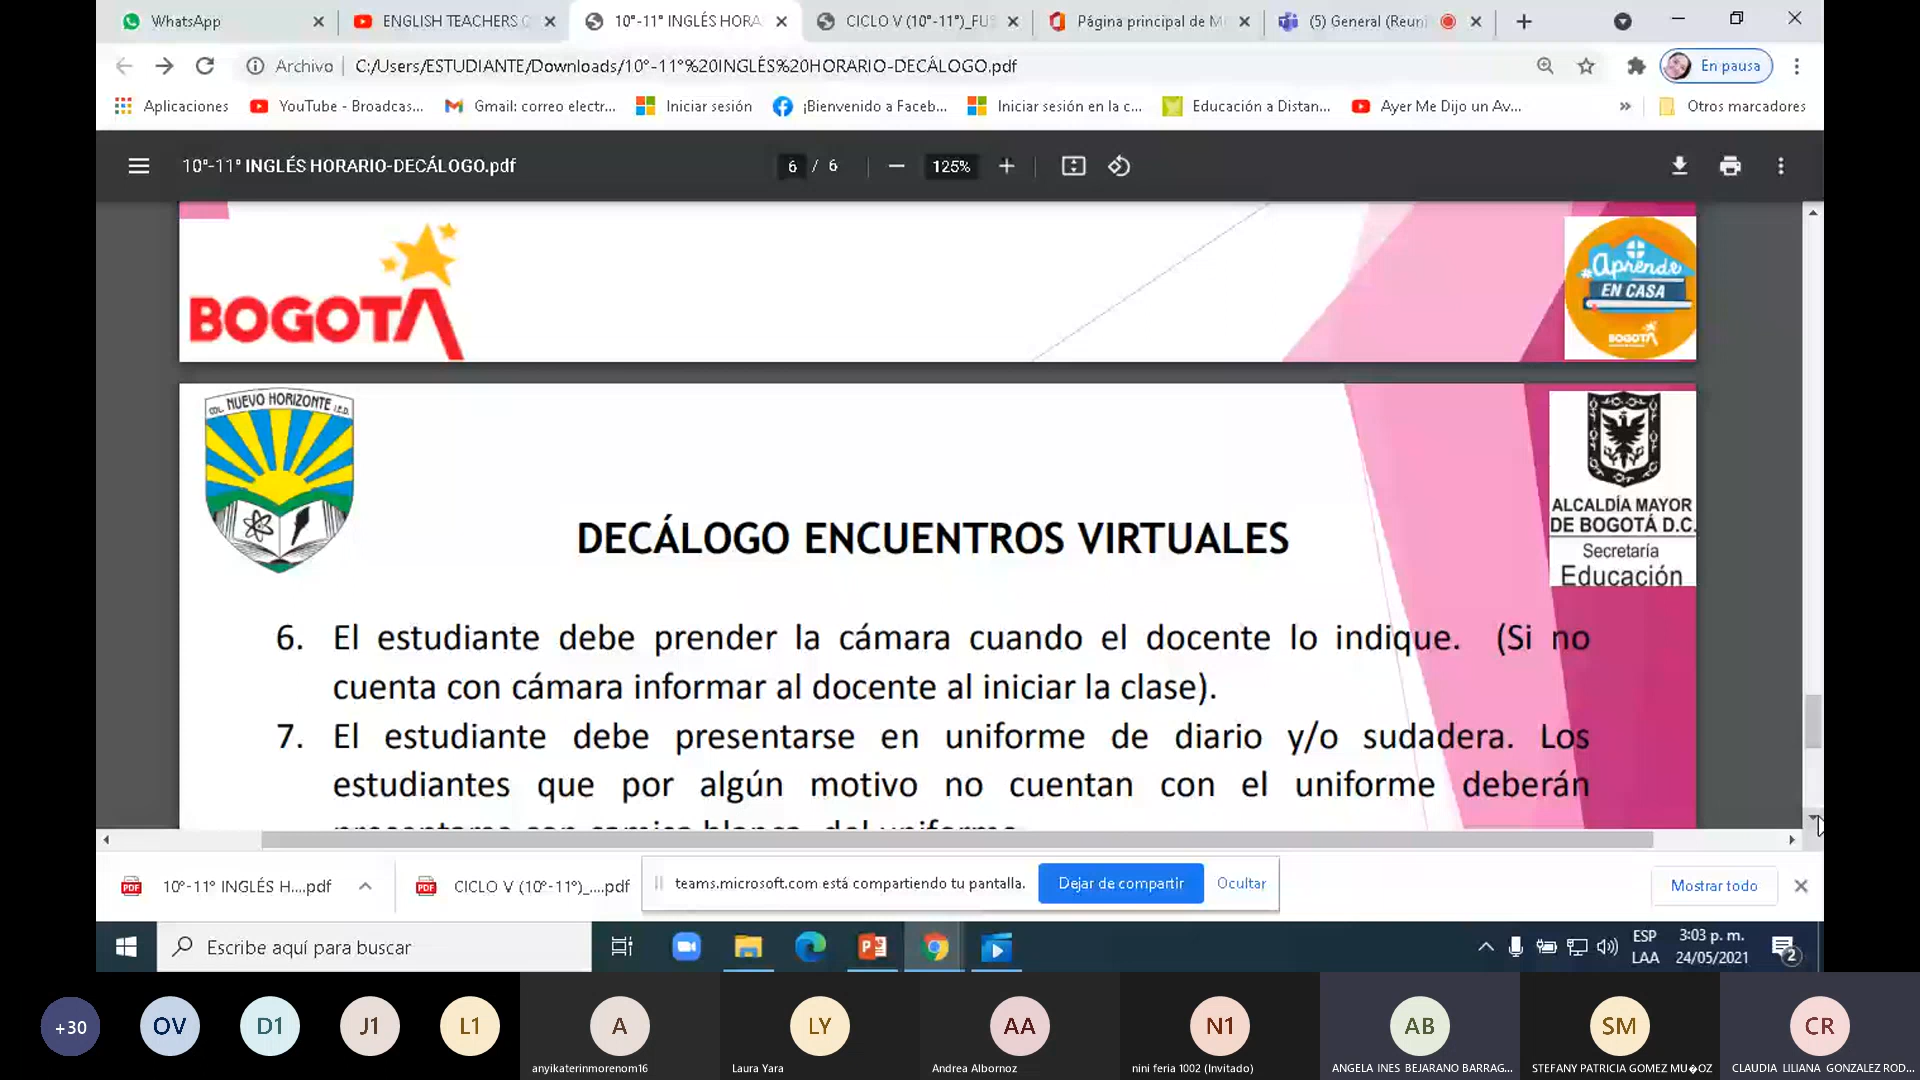 WhatsApp
ENGLISH TEACHERS
10°-11° INGLÉS HORA
CICLO V (10°-11°)_FU
Página principal de M
(5) General (Reuni
Archivo
C:/Users/ESTUDIANTE/Downloads/10°-11°%20INGLÉS%20HORARIO-DECÁLOGO.pdf
En pausa
Aplicaciones
YouTube - Broadcas...
Gmail: correo electr...
Iniciar sesión
¡Bienvenido a Faceb...
Iniciar sesión en la c...
Educación a Distan...
Ayer Me Dijo un Av...
»
Otros marcadores
10°-11° INGLÉS HORARIO-DECÁLOGO.pdf
6 / 6
125%
BOGOTÁ
#Aprende
EN CASA
BOGOTÁ
COL. NUEVO HORIZONTE I.E.D.
ALCALDÍA MAYOR
DE BOGOTÁ D.C.
Secretaría
Educación
DECÁLOGO ENCUENTROS VIRTUALES
6. El estudiante debe prender la cámara cuando el docente lo indique. (Si no
cuenta con cámara informar al docente al iniciar la clase).
7. El estudiante debe presentarse en uniforme de diario y/o sudadera. Los
estudiantes que por algún motivo no cuentan con el uniforme deberán
10°-11° INGLÉS H....pdf
CICLO V (10°-11°)_....pdf
teams.microsoft.com está compartiendo tu pantalla.
Dejar de compartir
Ocultar
Mostrar todo
Escribe aquí para buscar
ESP
LAA
3:03 p. m.
24/05/2021
2
+30
OV
D1
J1
L1
A
anyikaterinmorenom16
LY
Laura Yara
AA
Andrea Albornoz
N1
nini feria 1002 (Invitado)
AB
ANGELA INES BEJARANO BARRAG...
SM
STEFANY PATRICIA GOMEZ MU�OZ
CR
CLAUDIA LILIANA GONZALEZ ROD...